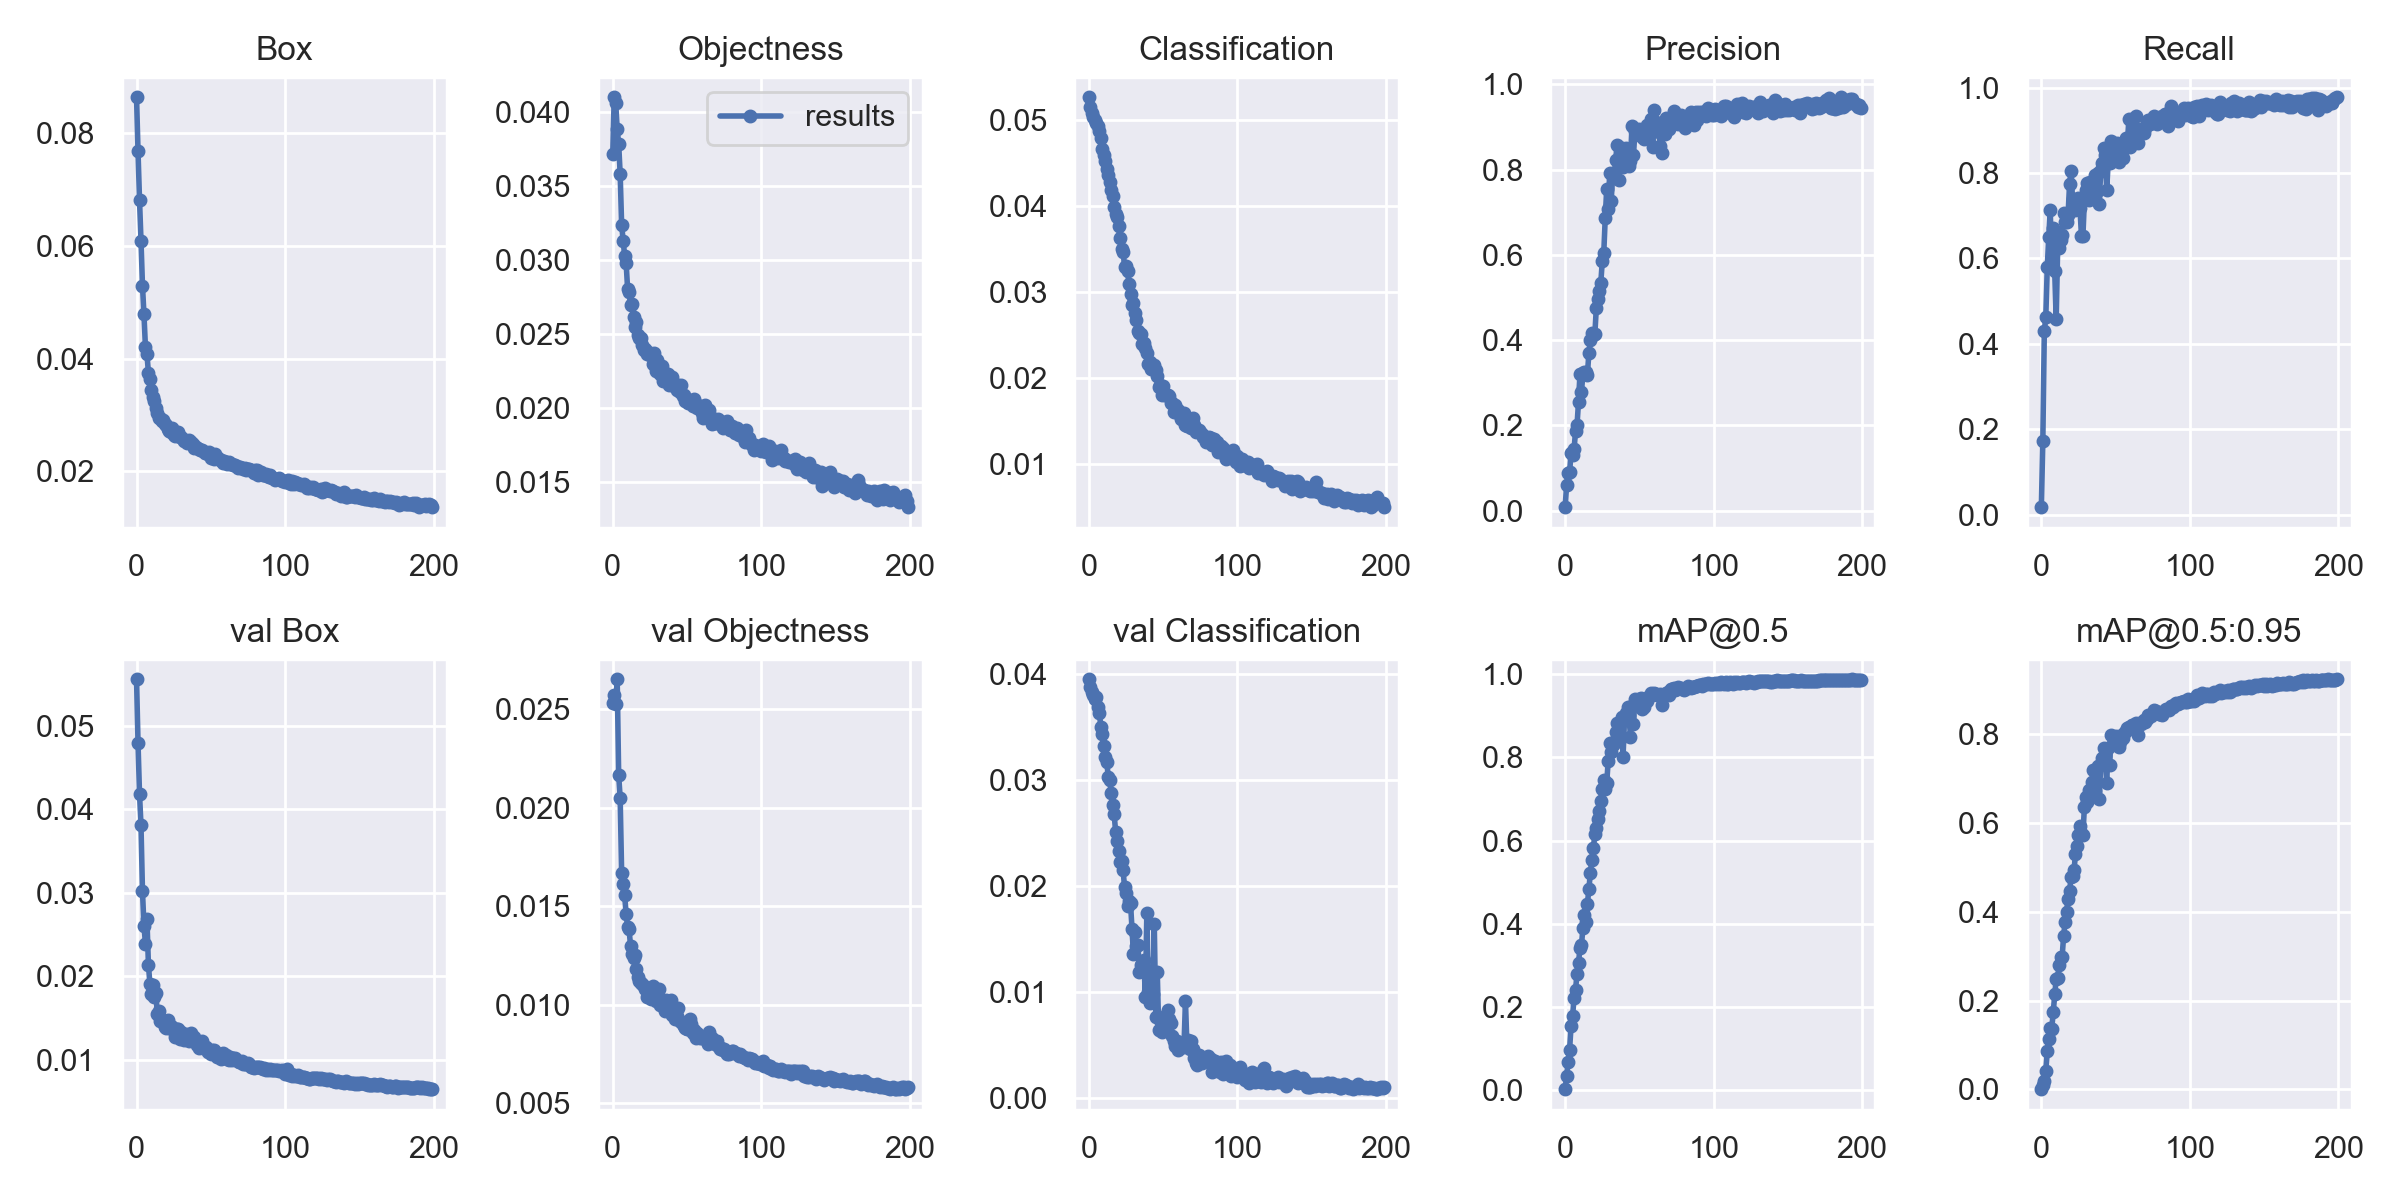 Box
Objectness
Classification
Precision
Recall
0.08
0.06
0.04
0.02
0 100 200
0.040
0.035
0.030
0.025
0.020
0.015
results
0 100 200
0.05
0.04
0.03
0.02
0.01
0 100 200
1.0
0.8
0.6
0.4
0.2
0.0
0 100 200
1.0
0.8
0.6
0.4
0.2
0.0
0 100 200
val Box
val Objectness
val Classification
mAP@0.5
mAP@0.5:0.95
0.05
0.04
0.03
0.02
0.01
0 100 200
0.025
0.020
0.015
0.010
0.005
0 100 200
0.04
0.03
0.02
0.01
0.00
0 100 200
1.0
0.8
0.6
0.4
0.2
0.0
0 100 200
0.8
0.6
0.4
0.2
0.0
0 100 200